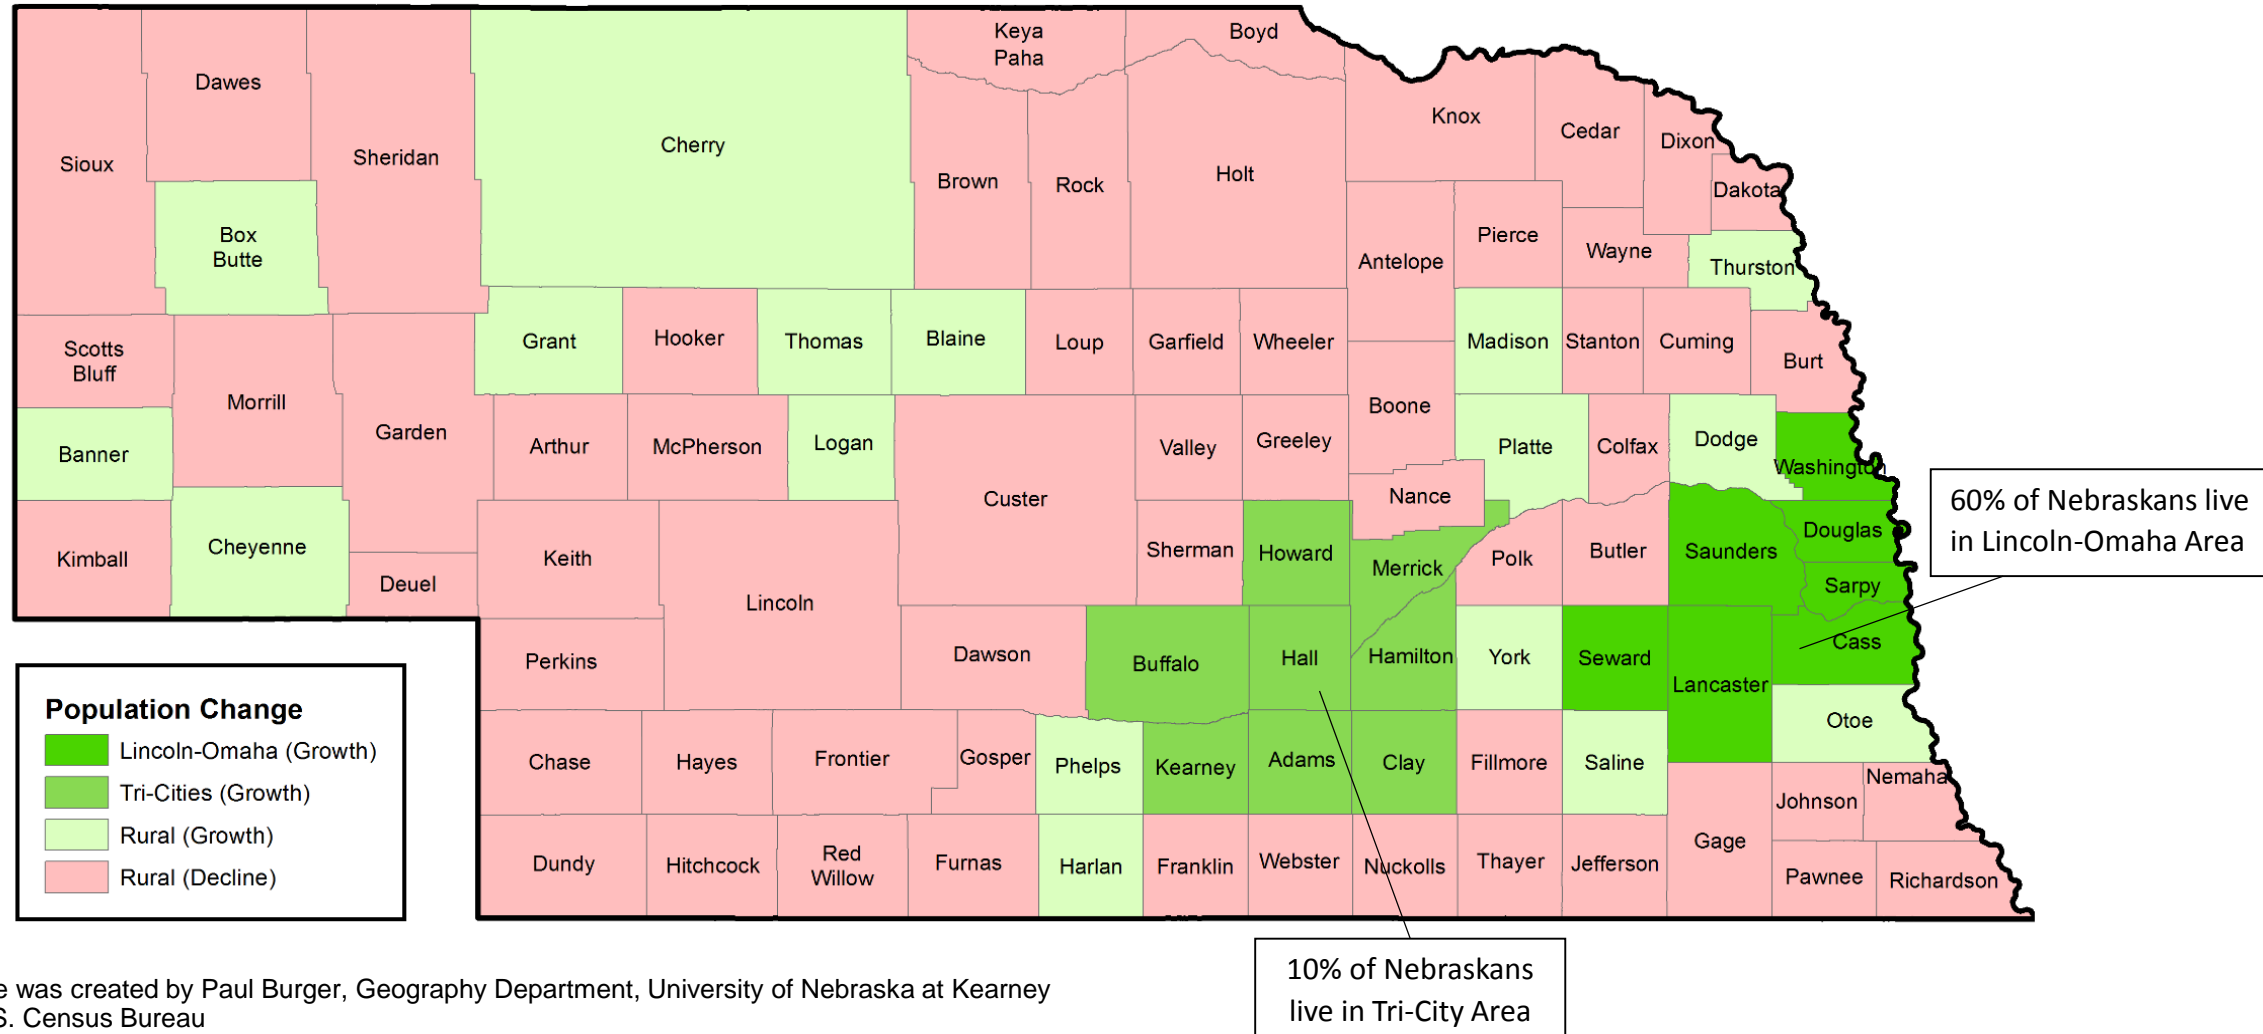 Keya
Paha
Boyd
Dawes
Sioux
Sheridan
Cherry
Brown
Rock
Holt
Knox
Cedar
Dixon
Dakota
Box
Butte
Antelope
Pierce
Wayne
Thurston
Scotts
Bluff
Morrill
Garden
Grant
Hooker
Thomas
Blaine
Loup
Garfield
Wheeler
Madison
Stanton
Cuming
Burt
Boone
Banner
Arthur
McPherson
Logan
Custer
Valley
Greeley
Nance
Platte
Colfax
Dodge
Washington
60% of Nebraskans live
in Lincoln-Omaha Area
Kimball
Cheyenne
Deuel
Keith
Lincoln
Sherman
Howard
Merrick
Polk
Butler
Saunders
Douglas
Sarpy
Cass
Perkins
Dawson
Buffalo
Hall
Hamilton
York
Seward
Lancaster
Otoe
Chase
Hayes
Frontier
Gosper
Phelps
Kearney
Adams
Clay
Fillmore
Saline
Johnson
Nemaha
Dundy
Hitchcock
Red
Willow
Furnas
Harlan
Franklin
Webster
Nuckolls
Thayer
Jefferson
Gage
Pawnee
Richardson
Population Change
Lincoln-Omaha (Growth)
Tri-Cities (Growth)
Rural (Growth)
Rural (Decline)
10% of Nebraskans
live in Tri-City Area
e was created by Paul Burger, Geography Department, University of Nebraska at Kearney
S. Census Bureau